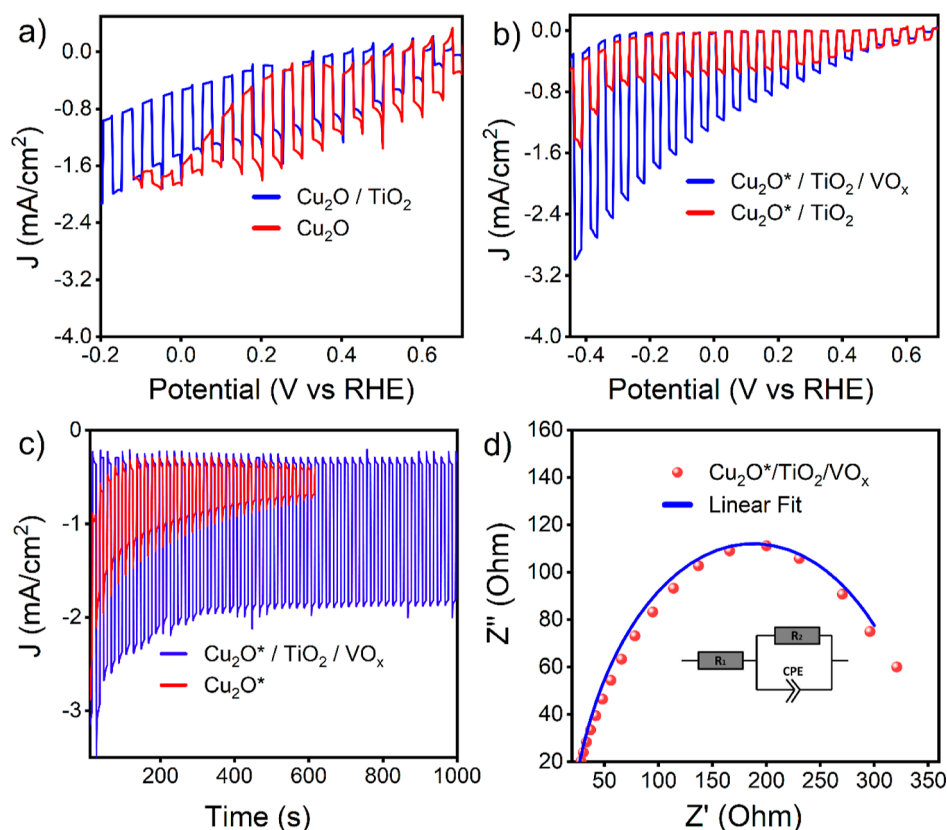 a)
0.0
-0.8
-1.6
-2.4
-3.2
-4.0
J (mA/cm²)
Cu₂O / TiO₂
Cu₂O
-0.2
0.0
0.2
0.4
0.6
Potential (V vs RHE)
b)
0.0
-0.8
-1.6
-2.4
-3.2
-4.0
J (mA/cm²)
Cu₂O* / TiO₂ / VOₓ
Cu₂O* / TiO₂
-0.4
-0.2
0.0
0.2
0.4
0.6
Potential (V vs RHE)
c)
0
-1
-2
-3
J (mA/cm²)
Cu₂O* / TiO₂ / VOₓ
Cu₂O*
200
400
600
800
1000
Time (s)
d)
160
140
120
100
80
60
40
20
Z'' (Ohm)
Cu₂O*/TiO₂/VOₓ
Linear Fit
R₁
R₂
CPE
50
100
150
200
250
300
350
Z' (Ohm)